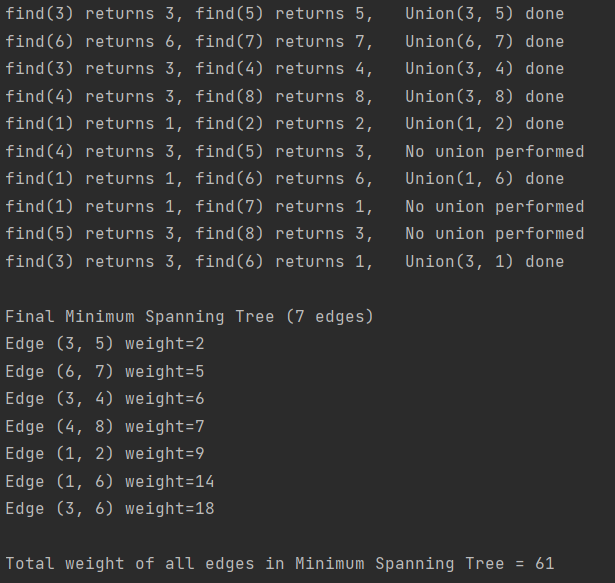 find(3) returns 3, find(5) returns 5,   Union(3, 5) done
find(6) returns 6, find(7) returns 7,   Union(6, 7) done
find(3) returns 3, find(4) returns 4,   Union(3, 4) done
find(4) returns 3, find(8) returns 8,   Union(3, 8) done
find(1) returns 1, find(2) returns 2,   Union(1, 2) done
find(4) returns 3, find(5) returns 3,   No union performed
find(1) returns 1, find(6) returns 6,   Union(1, 6) done
find(1) returns 1, find(7) returns 1,   No union performed
find(5) returns 3, find(8) returns 3,   No union performed
find(3) returns 3, find(6) returns 1,   Union(3, 1) done
Final Minimum Spanning Tree (7 edges)
Edge (3, 5) weight=2
Edge (6, 7) weight=5
Edge (3, 4) weight=6
Edge (4, 8) weight=7
Edge (1, 2) weight=9
Edge (1, 6) weight=14
Edge (3, 6) weight=18
Total weight of all edges in Minimum Spanning Tree = 61